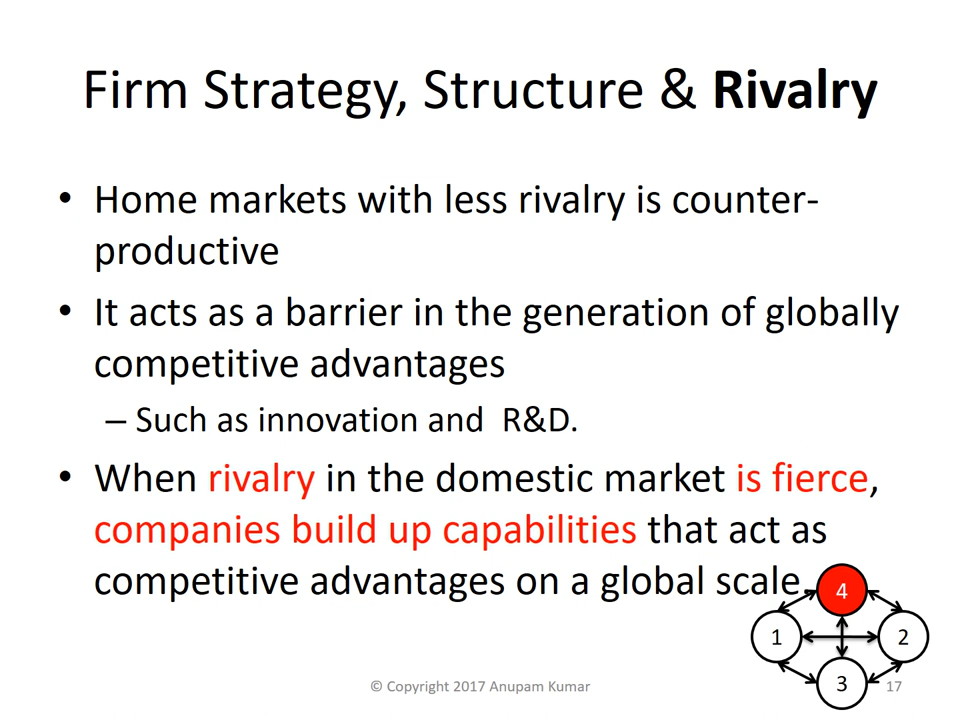 Firm Strategy, Structure & Rivalry
• Home markets with less rivalry is counter-
productive
• It acts as a barrier in the generation of globally
competitive advantages
– Such as innovation and  R&D.
• When rivalry in the domestic market is fierce,
companies build up capabilities that act as
competitive advantages on a global scale.
4
1
2
3
© Copyright 2017 Anupam Kumar
17